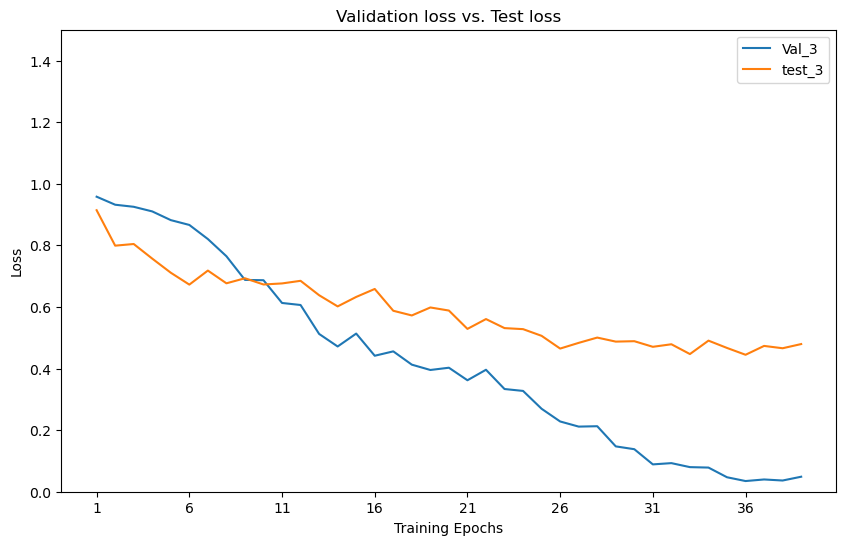 Validation loss vs. Test loss
Val_3
test_3
Loss
1.4
1.2
1.0
0.8
0.6
0.4
0.2
0.0
1 6 11 16 21 26 31 36
Training Epochs